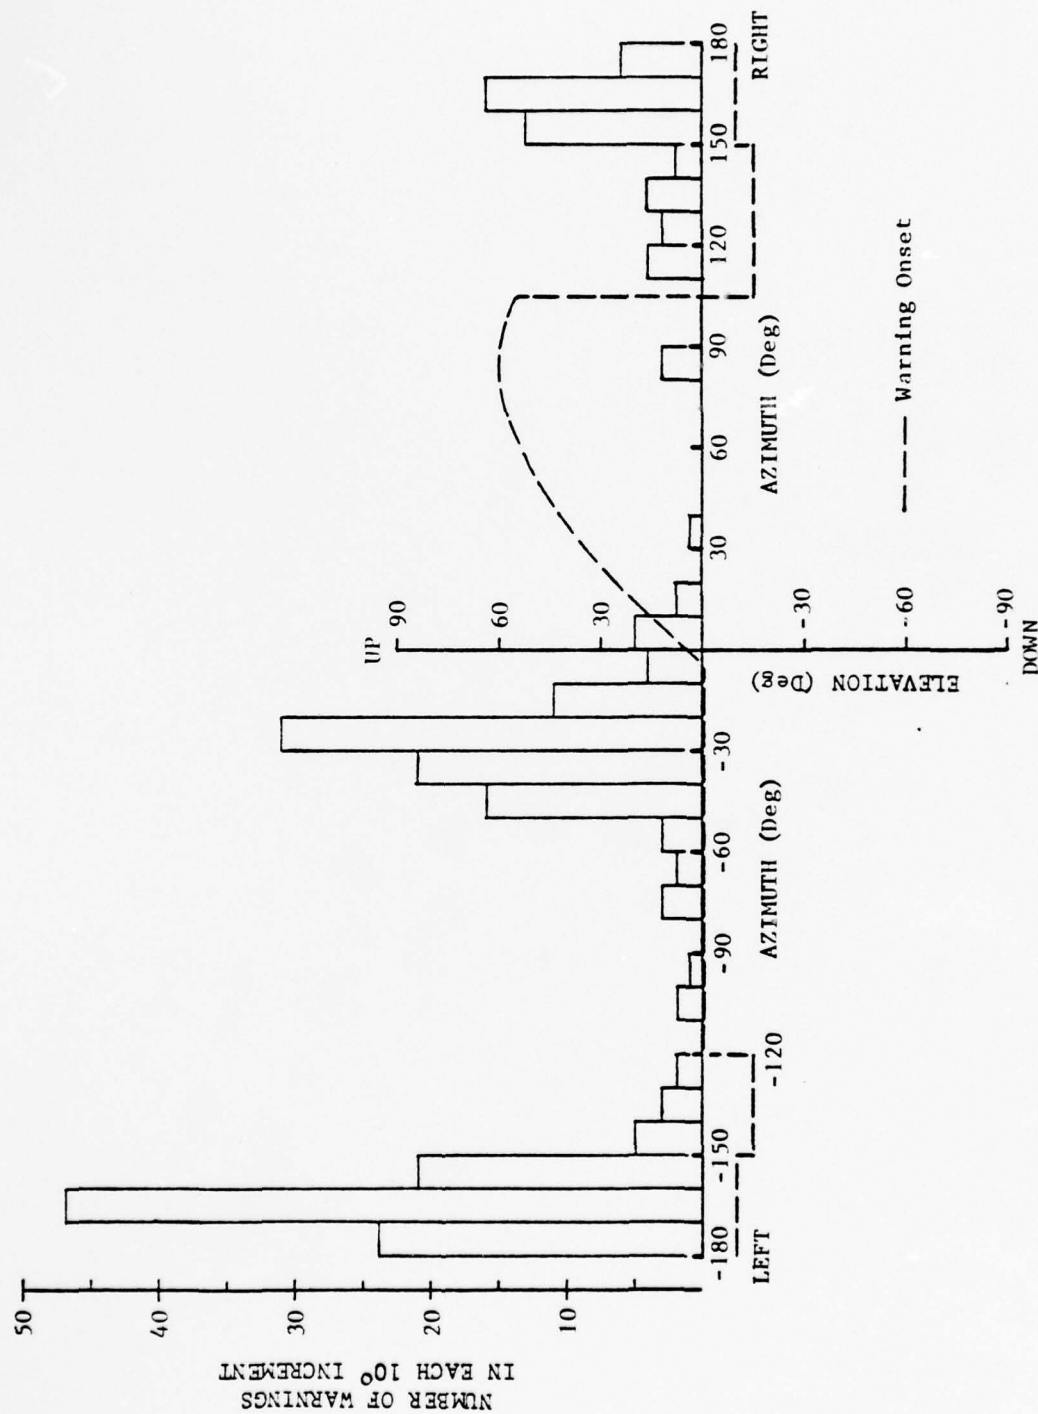 NUMBER OF WARNINGS
IN EACH 10⁰ INCREMENT
50
40
30
20
10
UP
90
60
30
-30
-60
-90
DOWN
ELEVATION (Deg)
-180 -150 -120 -90 -60 -30 30 60 90 120 150 180
LEFT AZIMUTH (Deg) AZIMUTH (Deg) RIGHT
Warning Onset